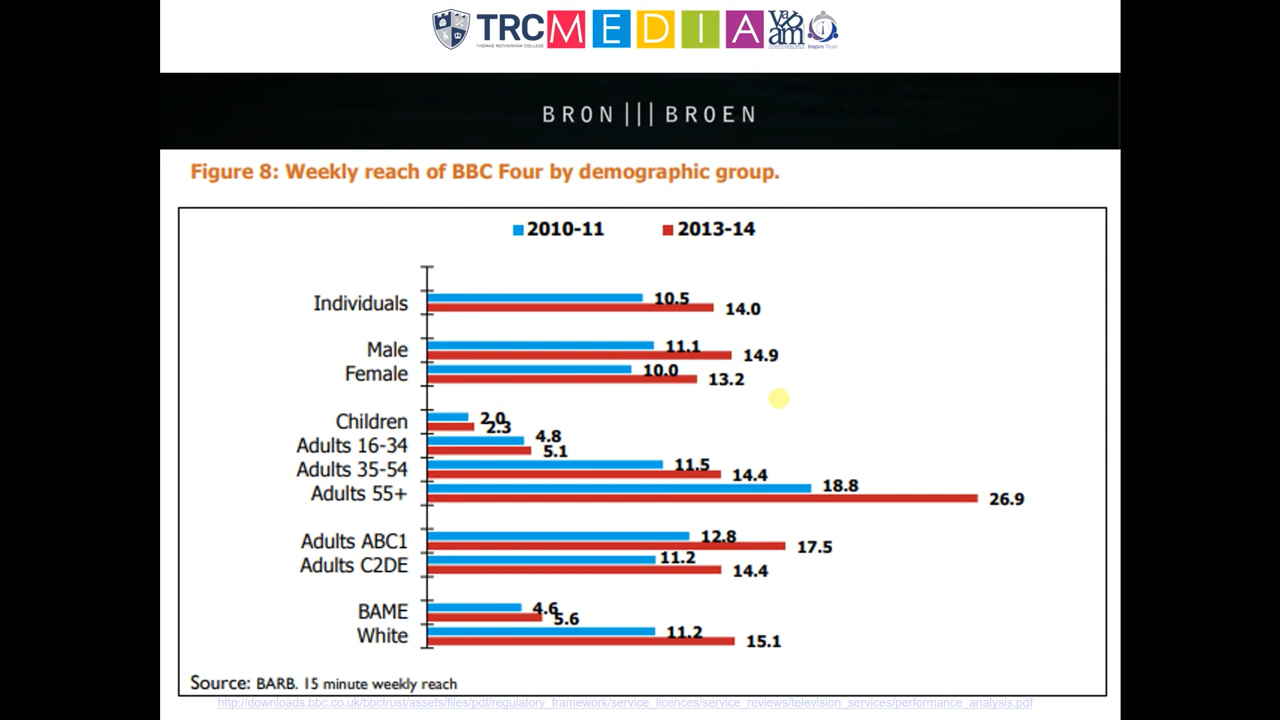 TRC MEDIA
THOMAS ROTHERHAM COLLEGE
Inspire Trust
BRON ||| BROEN
Figure 8: Weekly reach of BBC Four by demographic group.
2010-11 2013-14
Individuals 10.5 14.0
Male 11.1 14.9
Female 10.0 13.2
Children 2.0 2.3
Adults 16-34 4.8 5.1
Adults 35-54 11.5 14.4
Adults 55+ 18.8 26.9
Adults ABC1 12.8 17.5
Adults C2DE 11.2 14.4
BAME 4.6 5.6
White 11.2 15.1
Source: BARB. 15 minute weekly reach
http://downloads.bbc.co.uk/bbctrust/assets/files/pdf/regulatory_framework/service_licences/service_reviews/television_services/performance_analysis.pdf